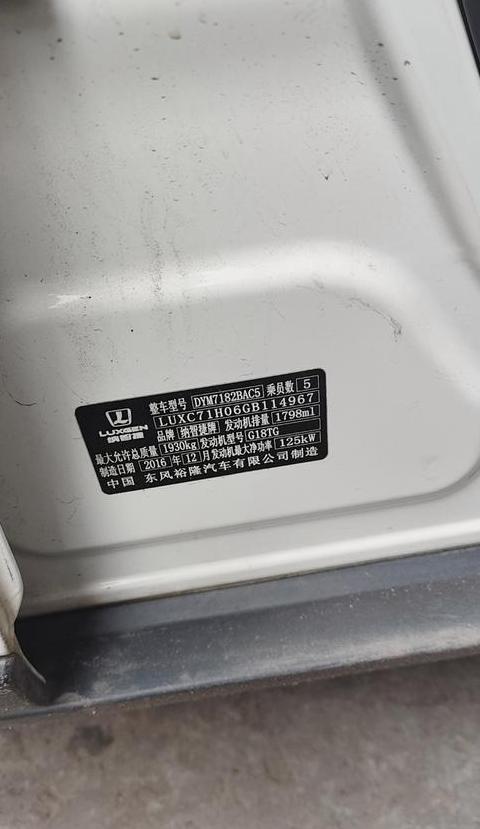 LUXGEN
纳智捷
整车型号 DYM7182BAC5 乘员数 5
LUXC71H06GB114967
品牌 纳智捷牌 发动机排量 1798ml
最大允许总质量 1930kg 发动机型号 G18TG
制造日期 2016 年 12 月 发动机最大净功率 125kW
中国 东风裕隆汽车有限公司制造